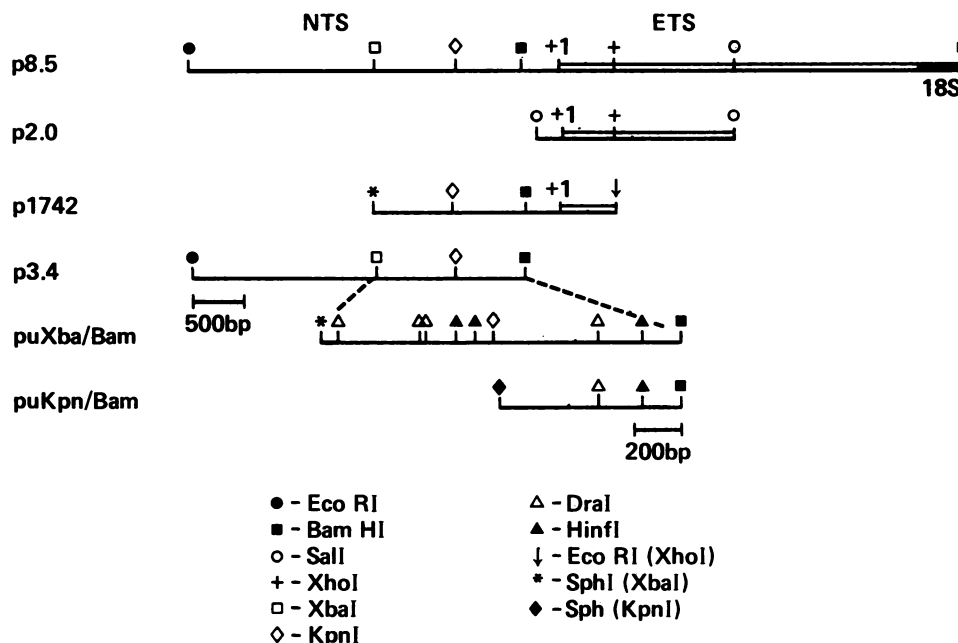 NTS ETS
p8.5 +1
18S
p2.0 +1
p1742 +1
p3.4
500bp
puXba/Bam
puKpn/Bam
200bp
● - Eco RI
■ - Bam HI
○ - SalI
+ - XhoI
□ - XbaI
◇ - KpnI
△ - DraI
▲ - HinfI
↓ - Eco RI (XhoI)
* - SphI (XbaI)
◆ - Sph (KpnI)